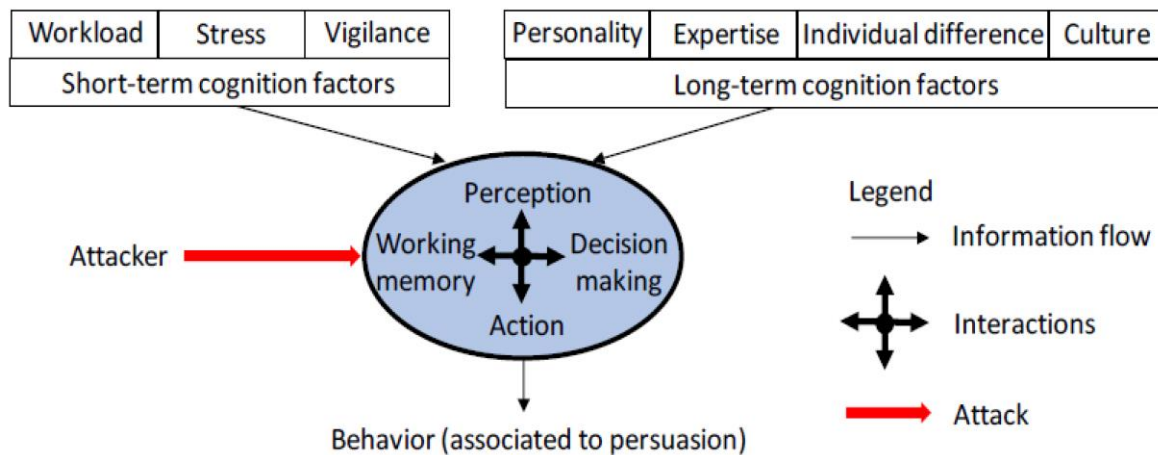 Workload Stress Vigilance
Short-term cognition factors
Personality Expertise Individual difference Culture
Long-term cognition factors
Perception
Working memory
Decision making
Action
Attacker
Behavior (associated to persuasion)
Legend
Information flow
Interactions
Attack